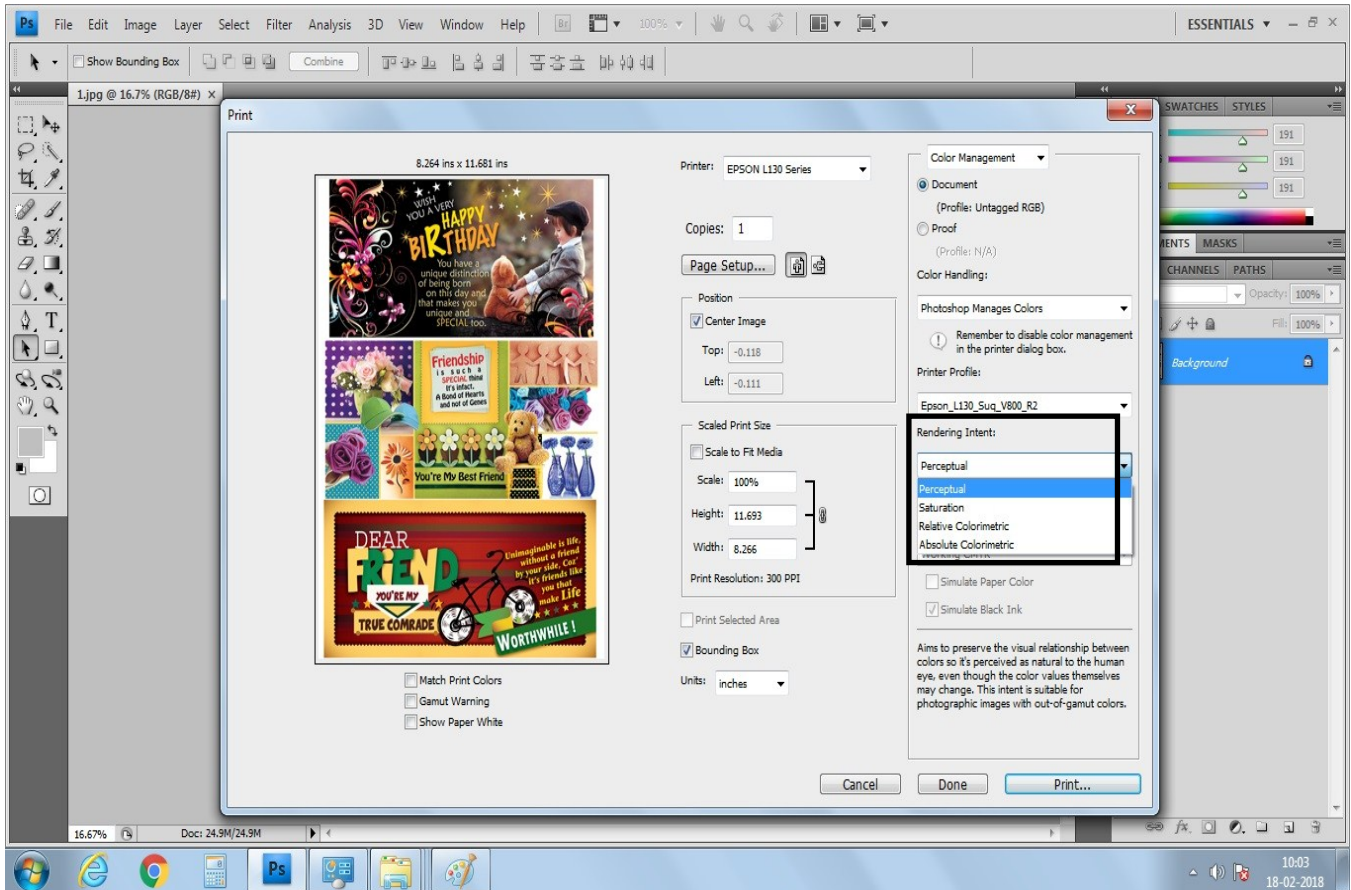 Ps File Edit Image Layer Select Filter Analysis 3D View Window Help Br 100% ESSENTIALS
Show Bounding Box Combine
1.jpg @ 16.7% (RGB/8#) ×
SWATCHES STYLES
191
191
191
MASKS
CHANNELS PATHS
Opacity: 100%
Fill: 100%
Background
Print
8.264 ins x 11.681 ins
WISH
YOU A VERY
HAPPY
BIRTHDAY
You have a
unique distinction
of being born
on this day and
that makes you
unique and
SPECIAL too.
Friendship
is such a
SPECIAL thing
It's infact,
A Bond of Hearts
and not of Genes
You're My Best Friend
DEAR
FRIEND
YOU'RE MY
TRUE COMRADE
Unimaginable is life,
without a friend
by your side, Coz'
it's friends like
you that
make Life
WORTHWHILE !
Match Print Colors
Gamut Warning
Show Paper White
Printer: EPSON L130 Series
Copies: 1
Page Setup...
Position
Center Image
Top: -0.118
Left: -0.111
Scaled Print Size
Scale to Fit Media
Scale: 100%
Height: 11.693
Width: 8.266
Print Resolution: 300 PPI
Print Selected Area
Bounding Box
Units: inches
Color Management
Document
(Profile: Untagged RGB)
Proof
(Profile: N/A)
Color Handling:
Photoshop Manages Colors
Remember to disable color management
in the printer dialog box.
Printer Profile:
Epson_L130_Suq_V800_R2
Rendering Intent:
Perceptual
Perceptual
Saturation
Relative Colorimetric
Absolute Colorimetric
Working CMYK
Simulate Paper Color
Simulate Black Ink
Aims to preserve the visual relationship between
colors so it's perceived as natural to the human
eye, even though the color values themselves
may change. This intent is suitable for
photographic images with out-of-gamut colors.
Cancel Done Print...
16.67% Doc: 24.9M/24.9M
fx.
Ps
10:03
18-02-2018